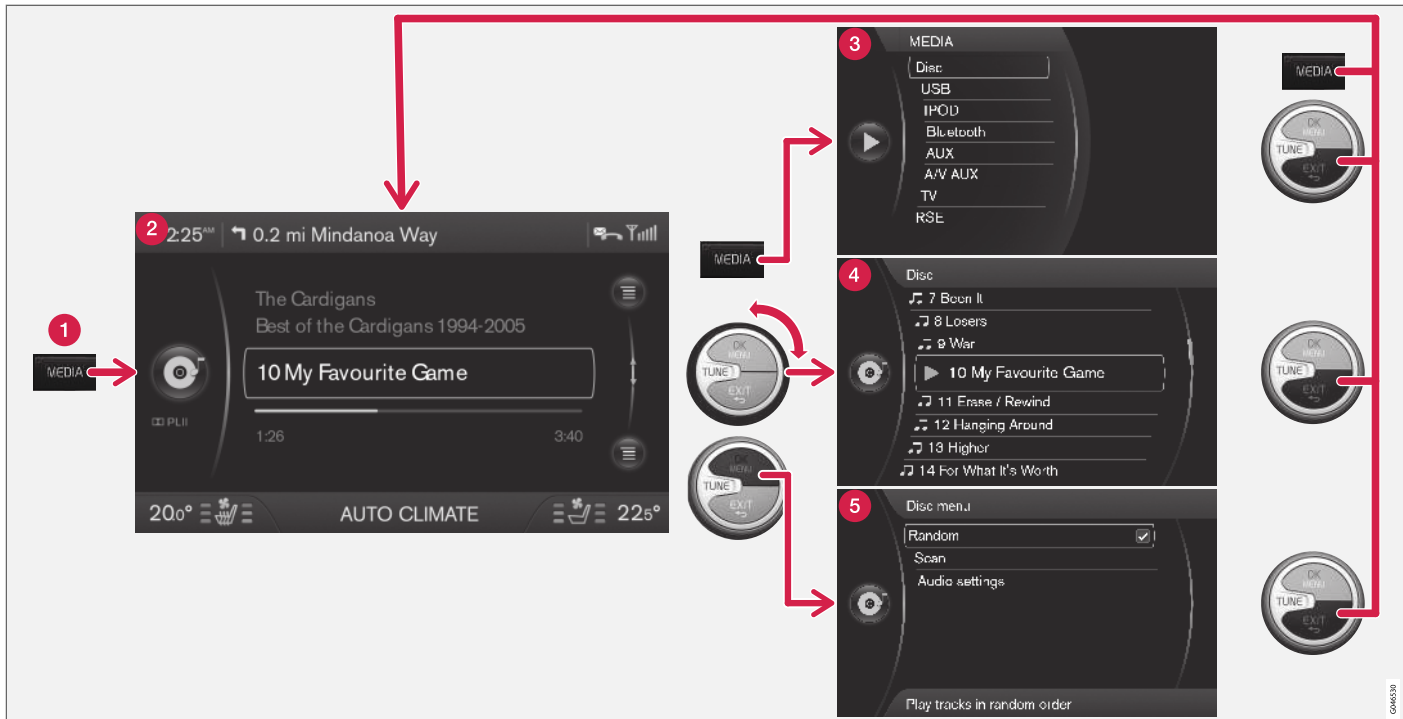 1
MEDIA
2
2:25AM
0.2 mi Mindanoa Way
The Cardigans
Best of the Cardigans 1994-2005
10 My Favourite Game
1:26
3:40
PLII
20.0°
AUTO CLIMATE
22.5°
MEDIA
OK
MENU
TUNE
EXIT
OK
MENU
TUNE
EXIT
3
MEDIA
Disc
USB
IPOD
Bluetooth
AUX
A/V AUX
TV
RSE
4
Disc
7 Been It
8 Losers
9 War
10 My Favourite Game
11 Erase / Rewind
12 Hanging Around
13 Higher
14 For What It's Worth
5
Disc menu
Random
Scan
Audio settings
Play tracks in random order
MEDIA
OK
MENU
TUNE
EXIT
OK
MENU
TUNE
EXIT
OK
MENU
TUNE
EXIT
G046530